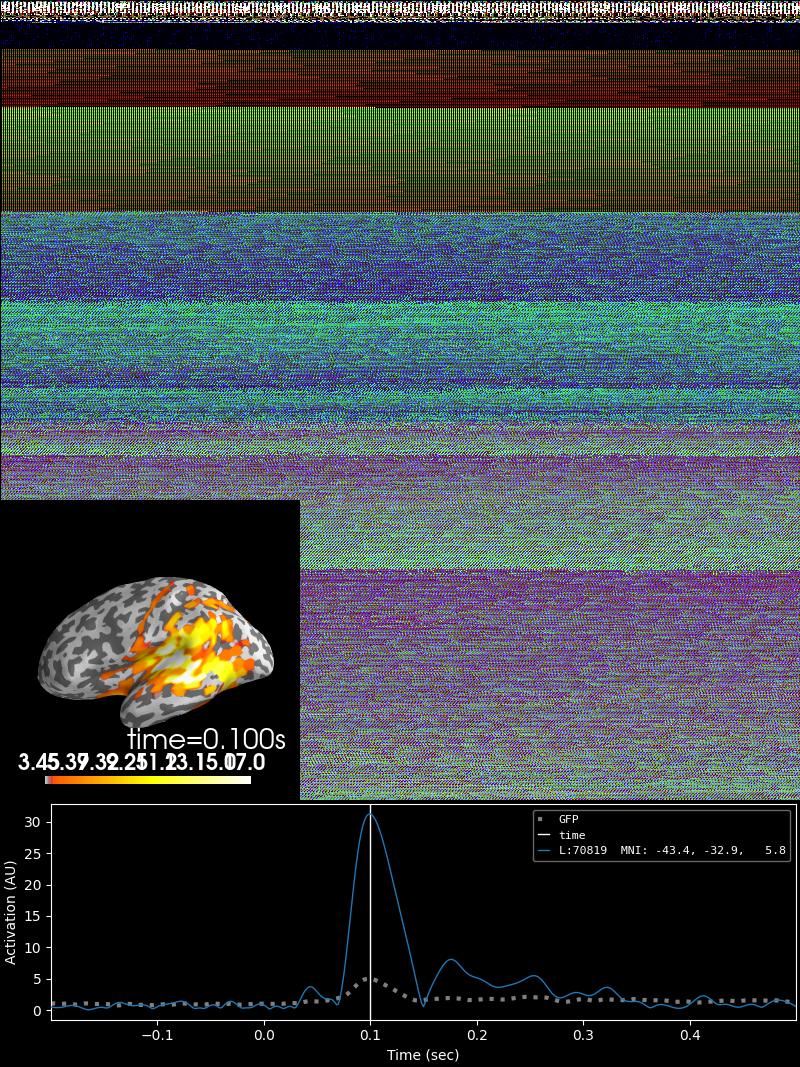 time=0.100s
30
25
20
15
10
5
0
Activation (AU)
GFP
time
L:70819 MNI: -43.4, -32.9, 5.8
−0.1 0.0 0.1 0.2 0.3 0.4
Time (sec)